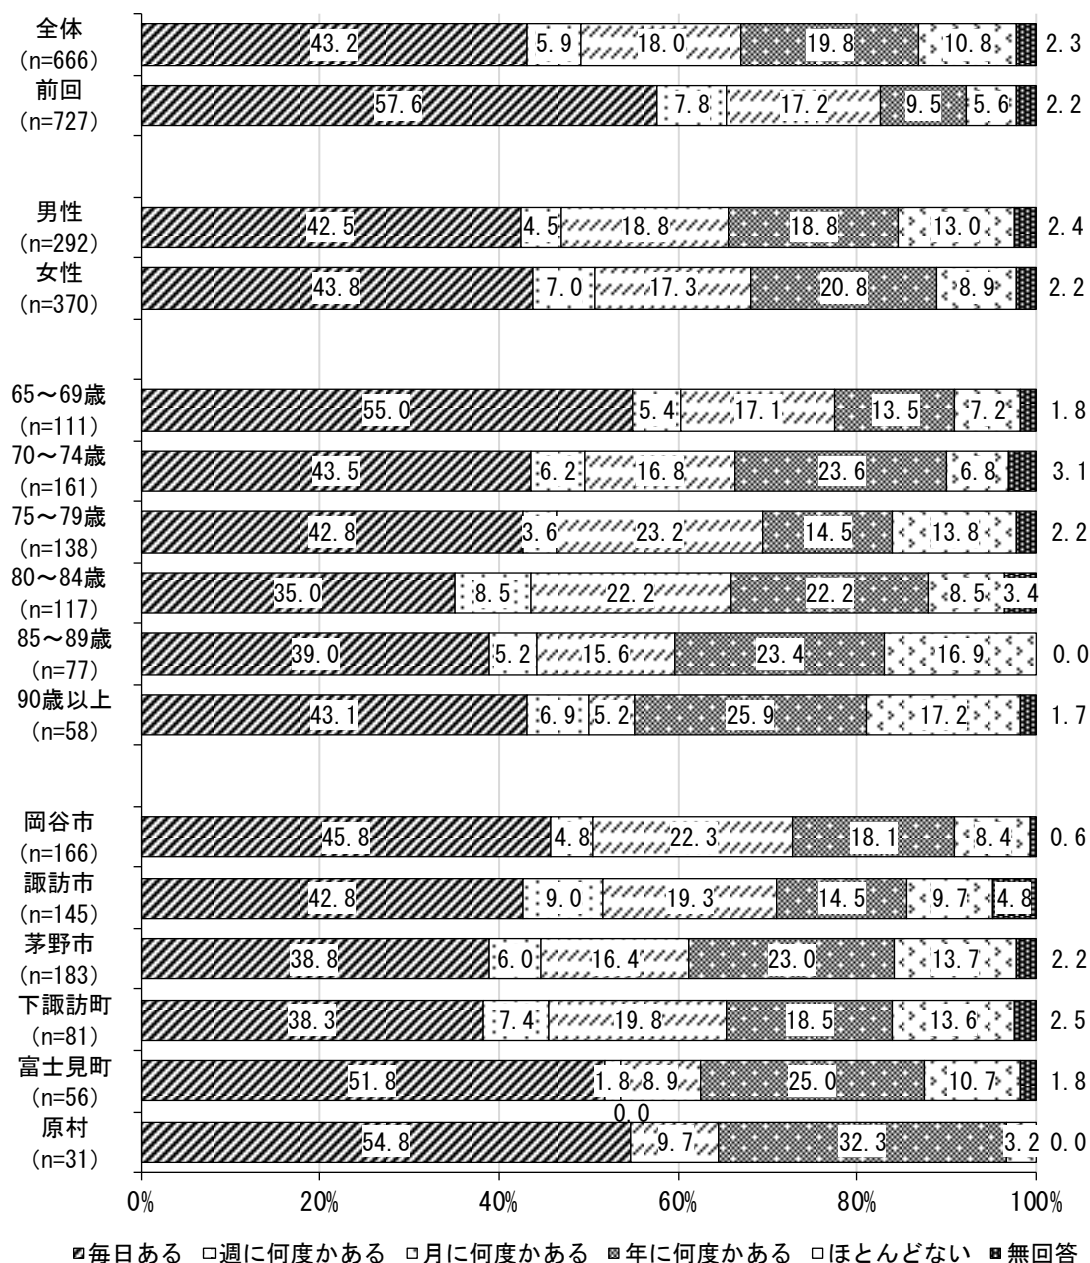 全体 43.2 5.9 18.0 19.8 10.8 2.3
(n=666)
前回 57.6 7.8 17.2 9.5 5.6 2.2
(n=727)
男性 42.5 4.5 18.8 18.8 13.0 2.4
(n=292)
女性 43.8 7.0 17.3 20.8 8.9 2.2
(n=370)
65～69歳 55.0 5.4 17.1 13.5 7.2 1.8
(n=111)
70～74歳 43.5 6.2 16.8 23.6 6.8 3.1
(n=161)
75～79歳 42.8 3.6 23.2 14.5 13.8 2.2
(n=138)
80～84歳 35.0 8.5 22.2 22.2 8.5 3.4
(n=117)
85～89歳 39.0 5.2 15.6 23.4 16.9 0.0
(n=77)
90歳以上 43.1 6.9 5.2 25.9 17.2 1.7
(n=58)
岡谷市 45.8 4.8 22.3 18.1 8.4 0.6
(n=166)
諏訪市 42.8 9.0 19.3 14.5 9.7 4.8
(n=145)
茅野市 38.8 6.0 16.4 23.0 13.7 2.2
(n=183)
下諏訪町 38.3 7.4 19.8 18.5 13.6 2.5
(n=81)
富士見町 51.8 1.8 8.9 25.0 10.7 1.8
(n=56)
0.0
原村 54.8 9.7 32.3 3.2 0.0
(n=31)
0% 20% 40% 60% 80% 100%
毎日ある 週に何度かある 月に何度かある 年に何度かある ほとんどない 無回答